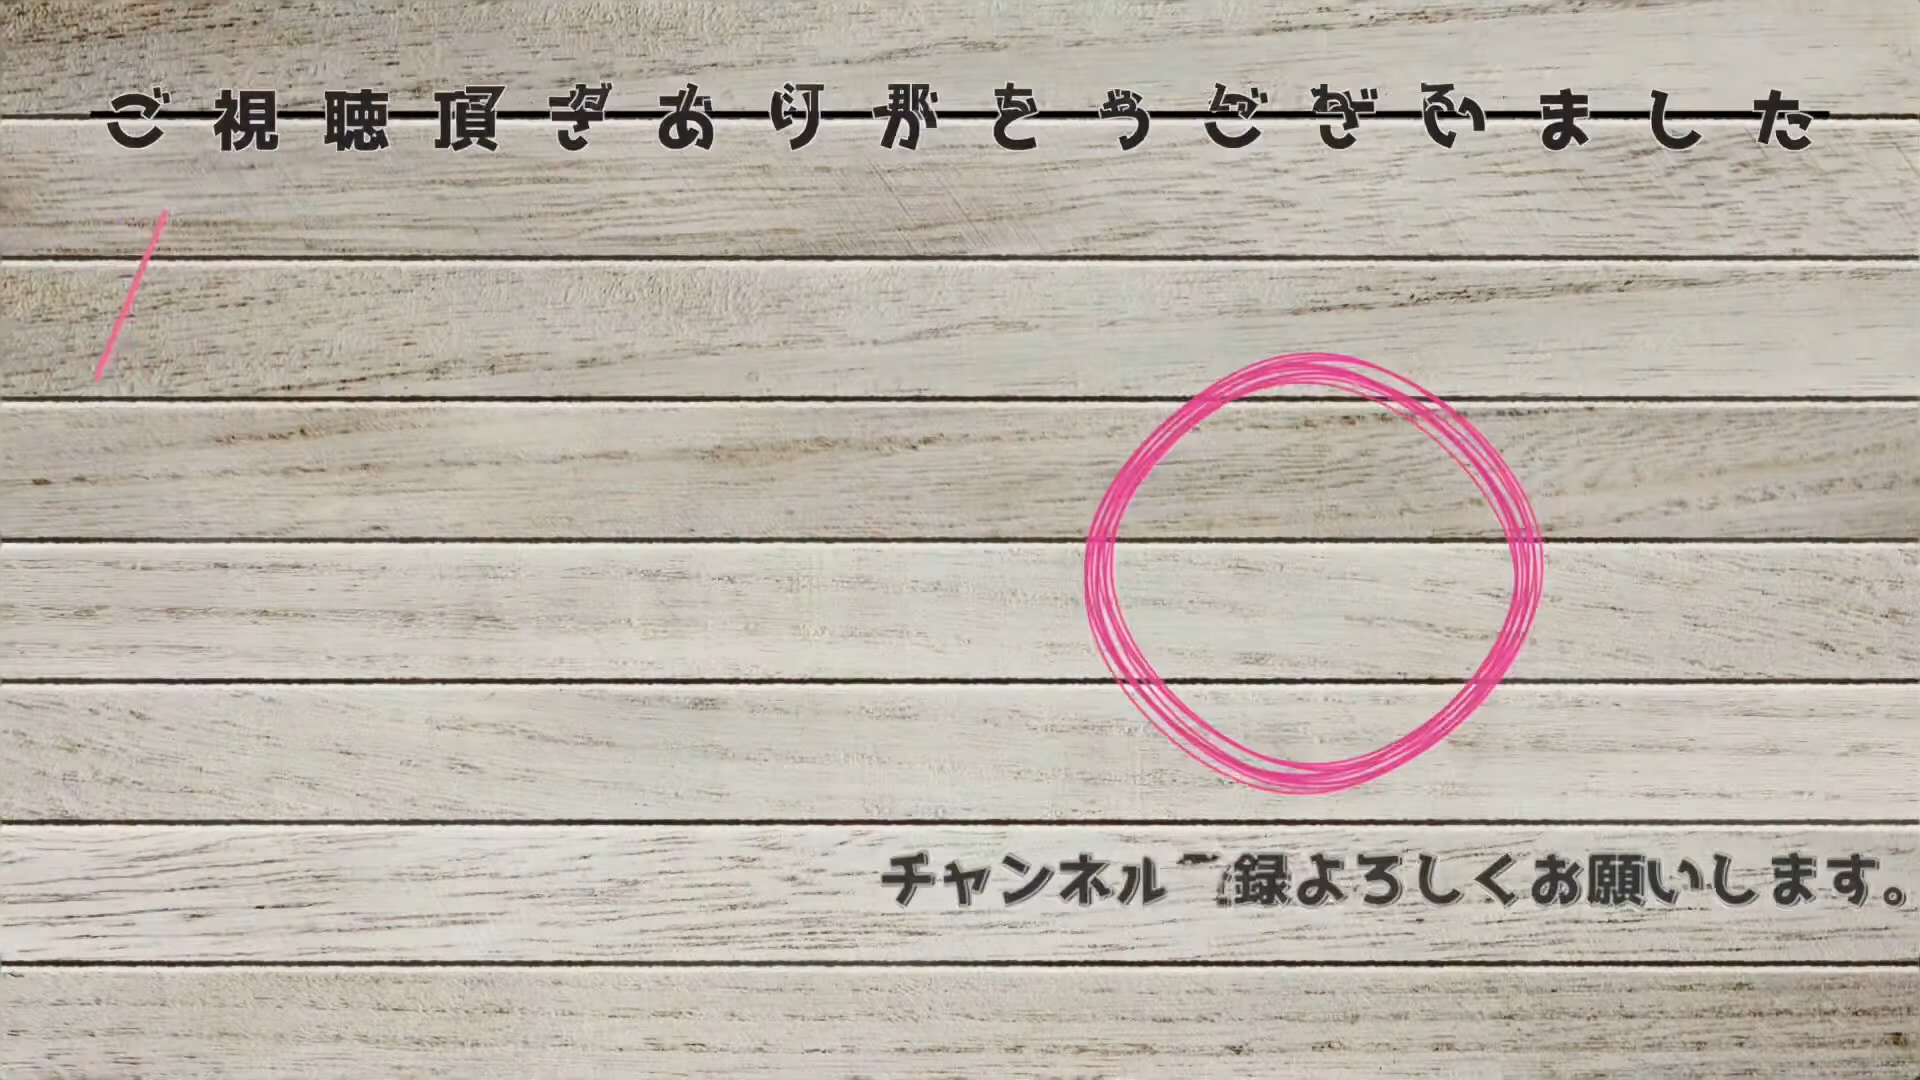 ご視聴頂きありがとうございました
チャンネル 録よろしくお願いします。